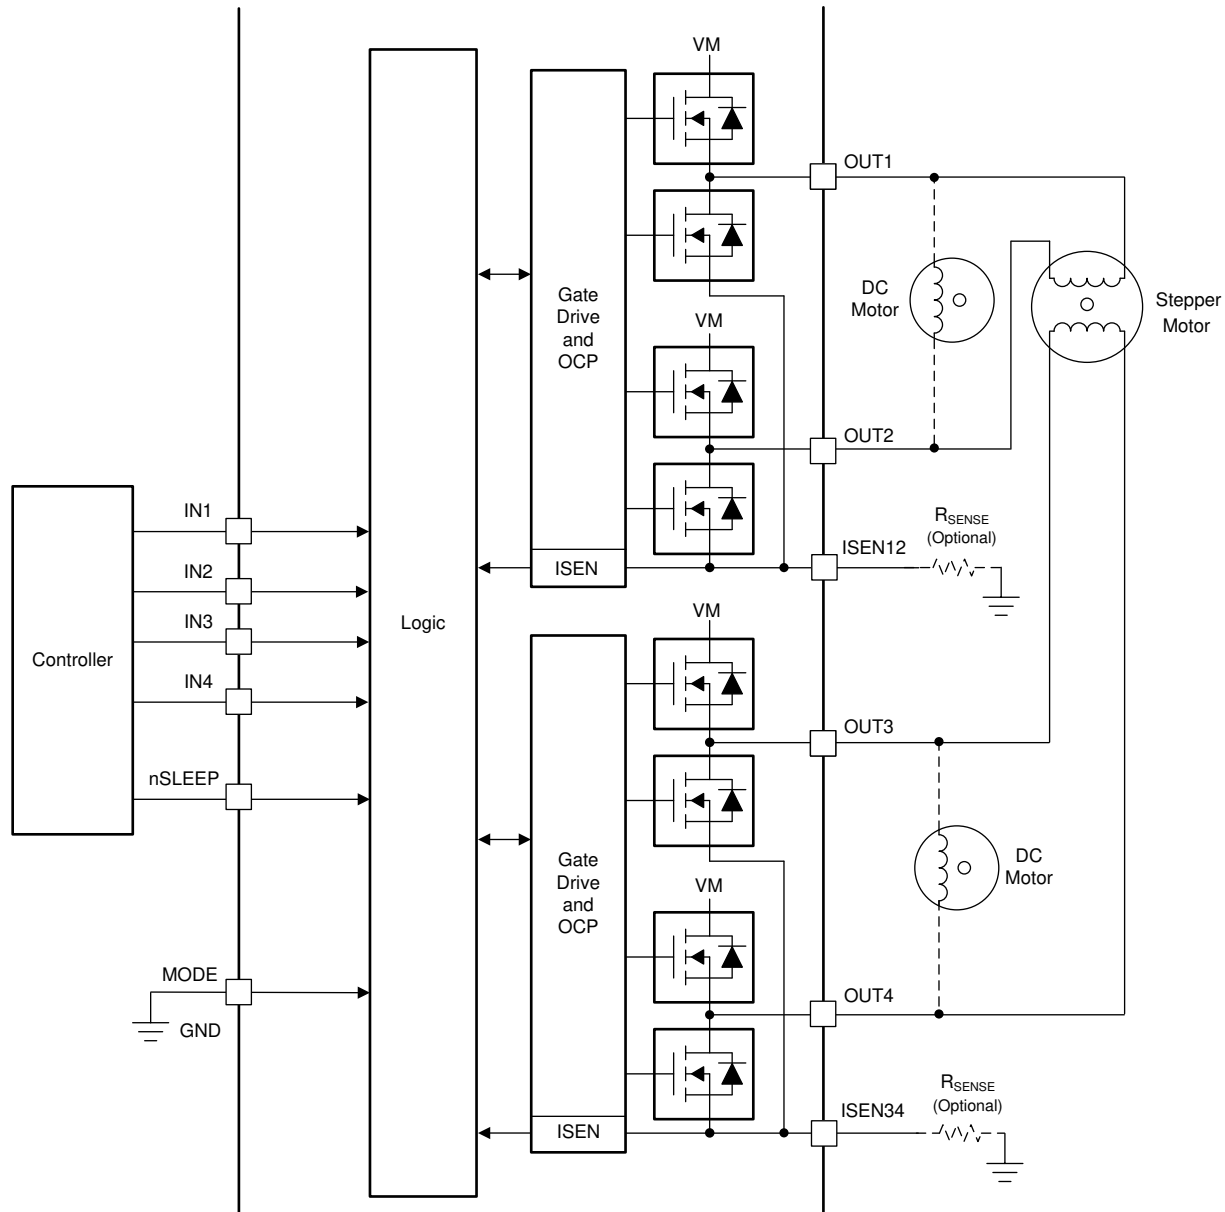 VM
OUT1
DC
Motor
Stepper
Motor
Gate
Drive
and
OCP
VM
OUT2
IN1
ISEN12
RSENSE
(Optional)
ISEN
IN2
IN3
Logic
VM
Controller
IN4
OUT3
nSLEEP
Gate
Drive
and
OCP
DC
Motor
VM
MODE
OUT4
GND
ISEN34
RSENSE
(Optional)
ISEN